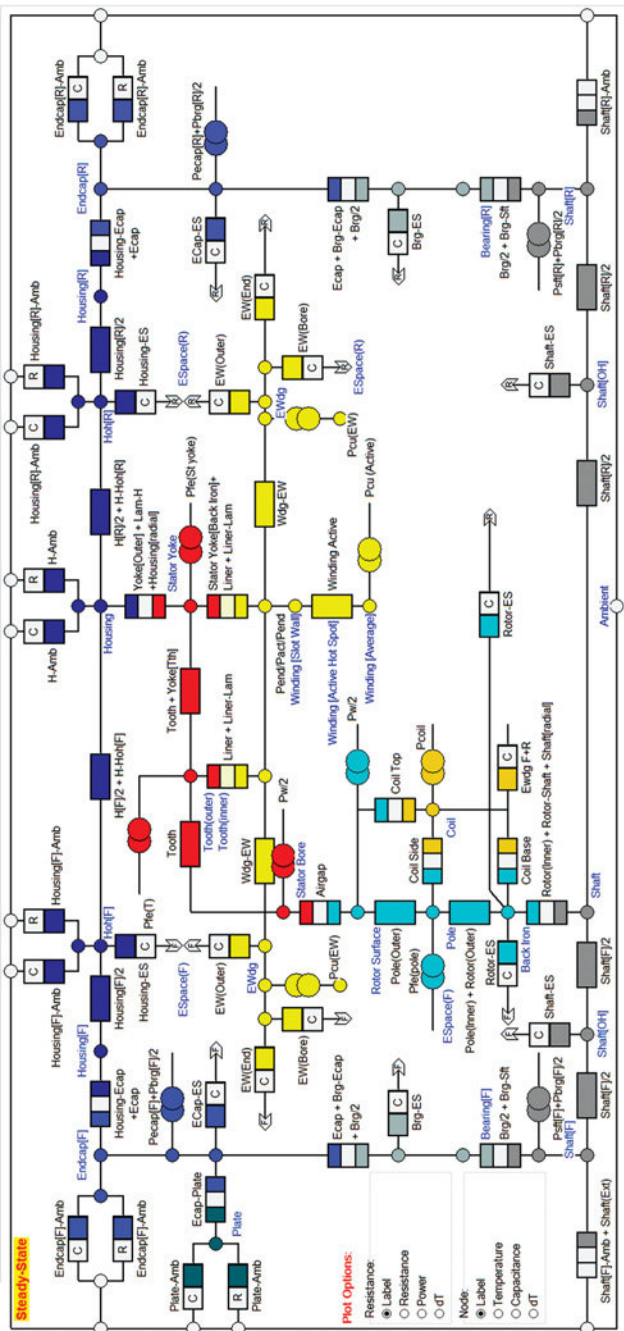 Steady-State
Endcap[F]-Amb
C
R
Endcap[F]-Amb
Plate-Amb
C
R
Plate-Amb
Plate
Ecap-Plate
Endcap[F]
Housing-Ecap
+Ecap
Pecap[F]+Pbrg[F]/2
ECap-ES
C
F
Ecap + Brg-Ecap
+ Brg/2
Brg-ES
C
F
Bearing[F]
Brg/2 + Brg-Sft
Psft[F]+Pbrg[F]/2
Shaft[F]
Shaft[F]-Amb + Shaft(Ext)
Plot Options:
Resistance:
Label
Resistance
Power
dT
Node:
Label
Temperature
Capacitance
dT
Housing[F]
Housing[F]/2
Housing[F]-Amb
C
R
Housing[F]-Amb
Hoh[F]
Housing-ES
C
F
ESpace(F)
F
EW(Outer)
C
EWdg
EW(End)
C
F
EW(Bore)
C
F
Pcu(EW)
Wdg-EW
H[F]/2 + H-Hoh[F]
Pfe(T)
Tooth
Tooth(outer)
Tooth(inner)
Liner + Liner-Lam
Tooth + Yoke[Tth]
Pw/2
Stator Bore
Airgap
Rotor Surface
Pole(Outer)
Pfe(pole)
ESpace(F)
Pole
Pole(Inner) + Rotor(Outer)
Rotor-ES
C
F
Back Iron
Rotor(Inner) + Rotor-Shaft + Shaft[radial]
Shaft
Shaft-ES
C
F
Shaft[OH]
Shaft[F]/2
Shaft[F]/2
Pw/2
Coil Top
Coil Side
Coil
Pcoil
Coil Base
Ewdg F+R
C
Rotor-ES
C
R
H-Amb
C
R
H-Amb
Housing
Yoke[Outer] + Lam-H
+Housing[radial]
Pfe(St yoke)
Stator Yoke
Stator Yoke[Back Iron]+
Liner + Liner-Lam
Pend/Pact/Pend
Winding [Slot Wall]
Winding Active
Winding [Active Hot Spot]
Winding [Average]
Pcu (Active)
Wdg-EW
H[R]/2 + H-Hoh[R]
Housing[R]-Amb
C
R
Housing[R]-Amb
Hoh[R]
Housing-ES
C
R
ESpace(R)
R
EW(Outer)
C
EWdg
EW(End)
C
R
EW(Bore)
C
R
ESpace(R)
Pcu(EW)
Housing[R]/2
Housing[R]
Housing-Ecap
+Ecap
Endcap[R]
Endcap[R]-Amb
C
R
Endcap[R]-Amb
Pecap[R]+Pbrg[R]/2
ECap-ES
C
R
Ecap + Brg-Ecap
+ Brg/2
Brg-ES
C
R
Bearing[R]
Brg/2 + Brg-Sft
Psft[R]+Pbrg[R]/2
Shaft[R]
Shaft-ES
C
R
Shaft[OH]
Shaft[R]/2
Shaft[R]/2
Shaft[R]-Amb
Ambient